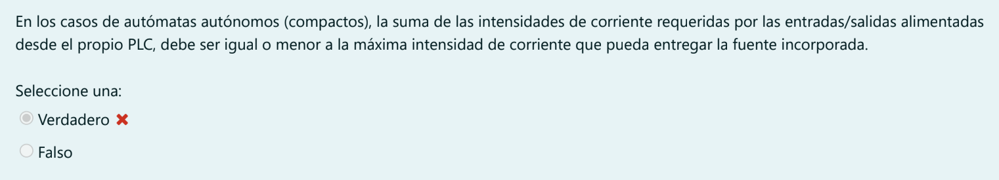 En los casos de autómatas autónomos (compactos), la suma de las intensidades de corriente requeridas por las entradas/salidas alimentadas
desde el propio PLC, debe ser igual o menor a la máxima intensidad de corriente que pueda entregar la fuente incorporada.
Seleccione una:
Verdadero
Falso